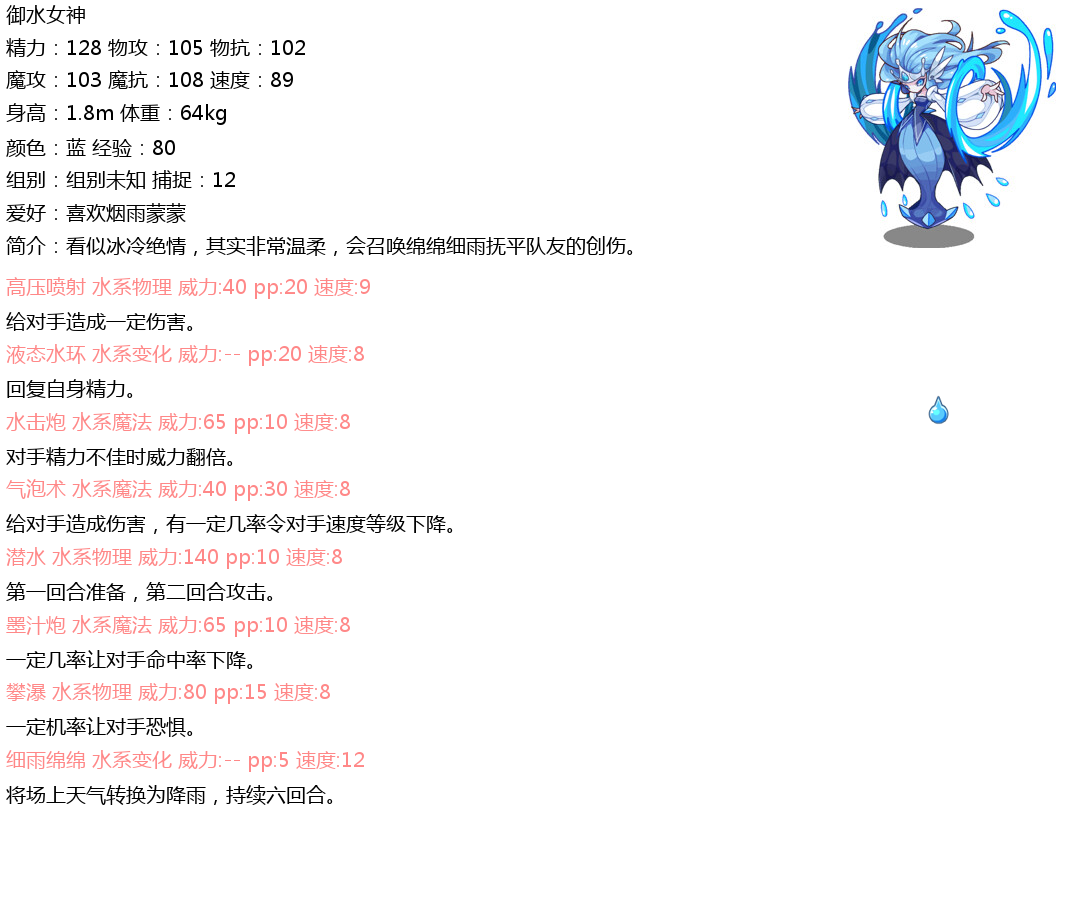 御水女神
精力：128 物攻：105 物抗：102
魔攻：103 魔抗：108 速度：89
身高：1.8m 体重：64kg
颜色：蓝 经验：80
组别：组别未知 捕捉：12
爱好：喜欢烟雨蒙蒙
简介：看似冰冷绝情，其实非常温柔，会召唤绵绵细雨抚平队友的创伤。
高压喷射 水系物理 威力:40 pp:20 速度:9
给对手造成一定伤害。
液态水环 水系变化 威力:-- pp:20 速度:8
回复自身精力。
水击炮 水系魔法 威力:65 pp:10 速度:8
对手精力不佳时威力翻倍。
气泡术 水系魔法 威力:40 pp:30 速度:8
给对手造成伤害，有一定几率令对手速度等级下降。
潜水 水系物理 威力:140 pp:10 速度:8
第一回合准备，第二回合攻击。
墨汁炮 水系魔法 威力:65 pp:10 速度:8
一定几率让对手命中率下降。
攀瀑 水系物理 威力:80 pp:15 速度:8
一定机率让对手恐惧。
细雨绵绵 水系变化 威力:-- pp:5 速度:12
将场上天气转换为降雨，持续六回合。